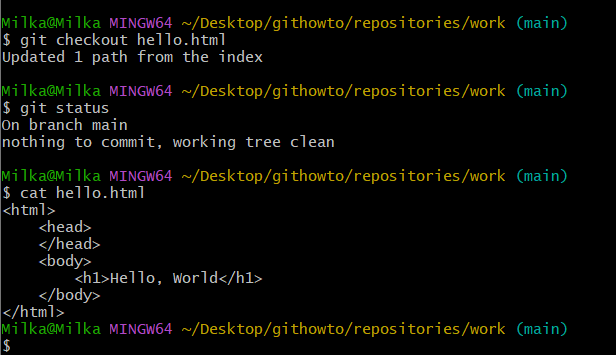 Milka@Milka MINGW64 ~/Desktop/githowto/repositories/work (main)
$ git checkout hello.html
Updated 1 path from the index

Milka@Milka MINGW64 ~/Desktop/githowto/repositories/work (main)
$ git status
On branch main
nothing to commit, working tree clean

Milka@Milka MINGW64 ~/Desktop/githowto/repositories/work (main)
$ cat hello.html
<html>
    <head>
    </head>
    <body>
        <h1>Hello, World</h1>
    </body>
</html>
Milka@Milka MINGW64 ~/Desktop/githowto/repositories/work (main)
$